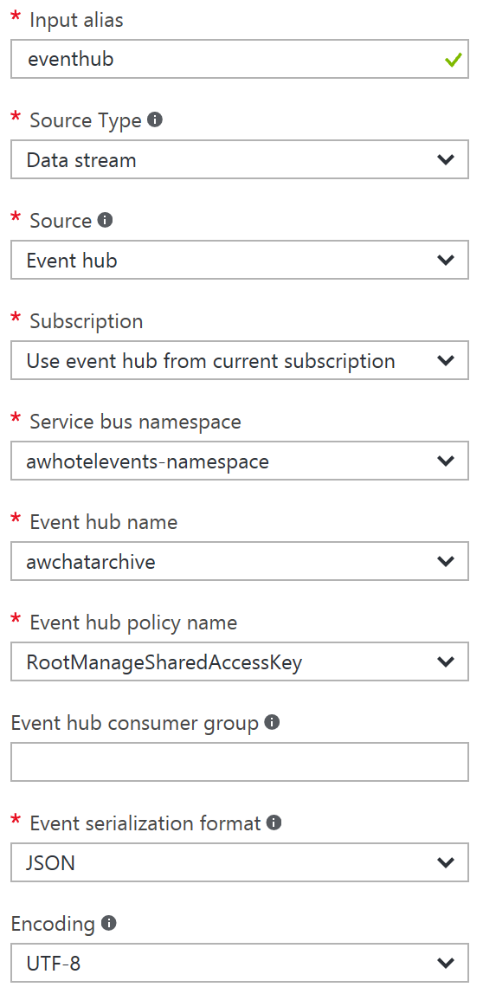 * Input alias
eventhub
* Source Type
Data stream
* Source
Event hub
* Subscription
Use event hub from current subscription
* Service bus namespace
awhotelevents-namespace
* Event hub name
awchatarchive
* Event hub policy name
RootManageSharedAccessKey
Event hub consumer group
* Event serialization format
JSON
Encoding
UTF-8